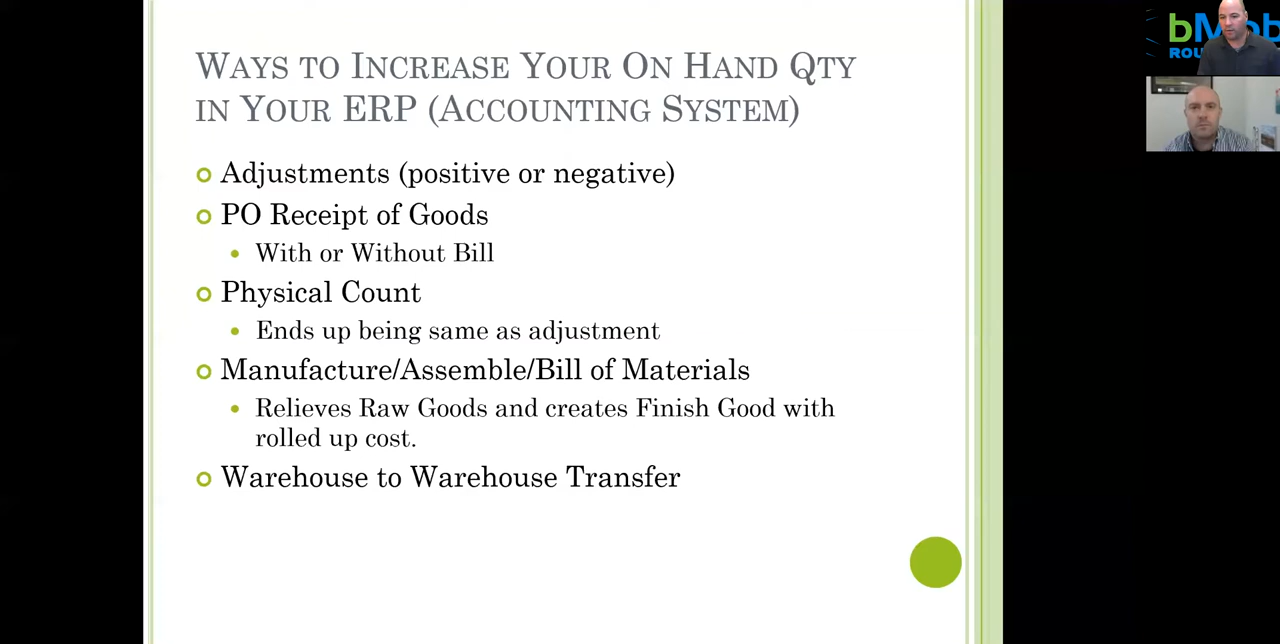 WAYS TO INCREASE YOUR ON HAND QTY
IN YOUR ERP (ACCOUNTING SYSTEM)
Adjustments (positive or negative)
PO Receipt of Goods
With or Without Bill
Physical Count
Ends up being same as adjustment
Manufacture/Assemble/Bill of Materials
Relieves Raw Goods and creates Finish Good with
rolled up cost.
Warehouse to Warehouse Transfer